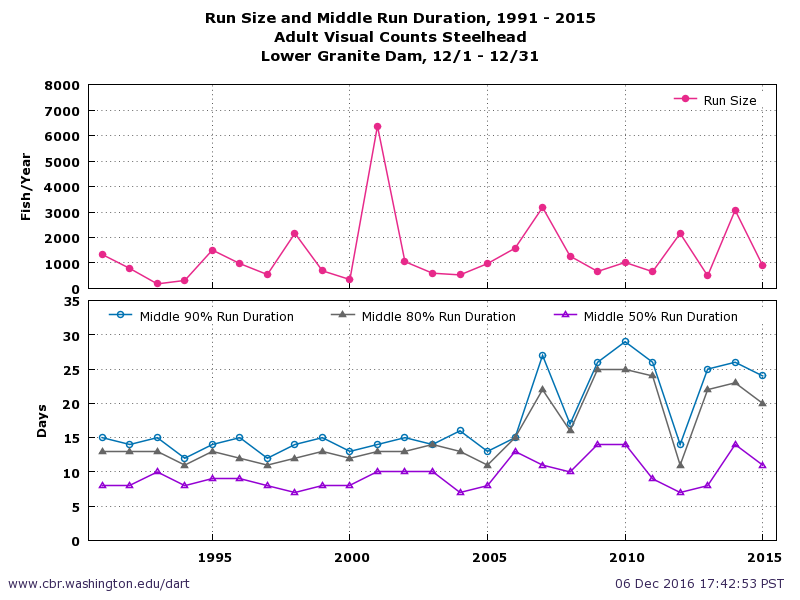 Run Size and Middle Run Duration, 1991 - 2015
Adult Visual Counts Steelhead
Lower Granite Dam, 12/1 - 12/31
8000
7000
6000
5000
4000
3000
2000
1000
0
Fish/Year
Run Size
35
30
25
20
15
10
5
0
Days
Middle 90% Run Duration
Middle 80% Run Duration
Middle 50% Run Duration
1995
2000
2005
2010
2015
www.cbr.washington.edu/dart
06 Dec 2016 17:42:53 PST